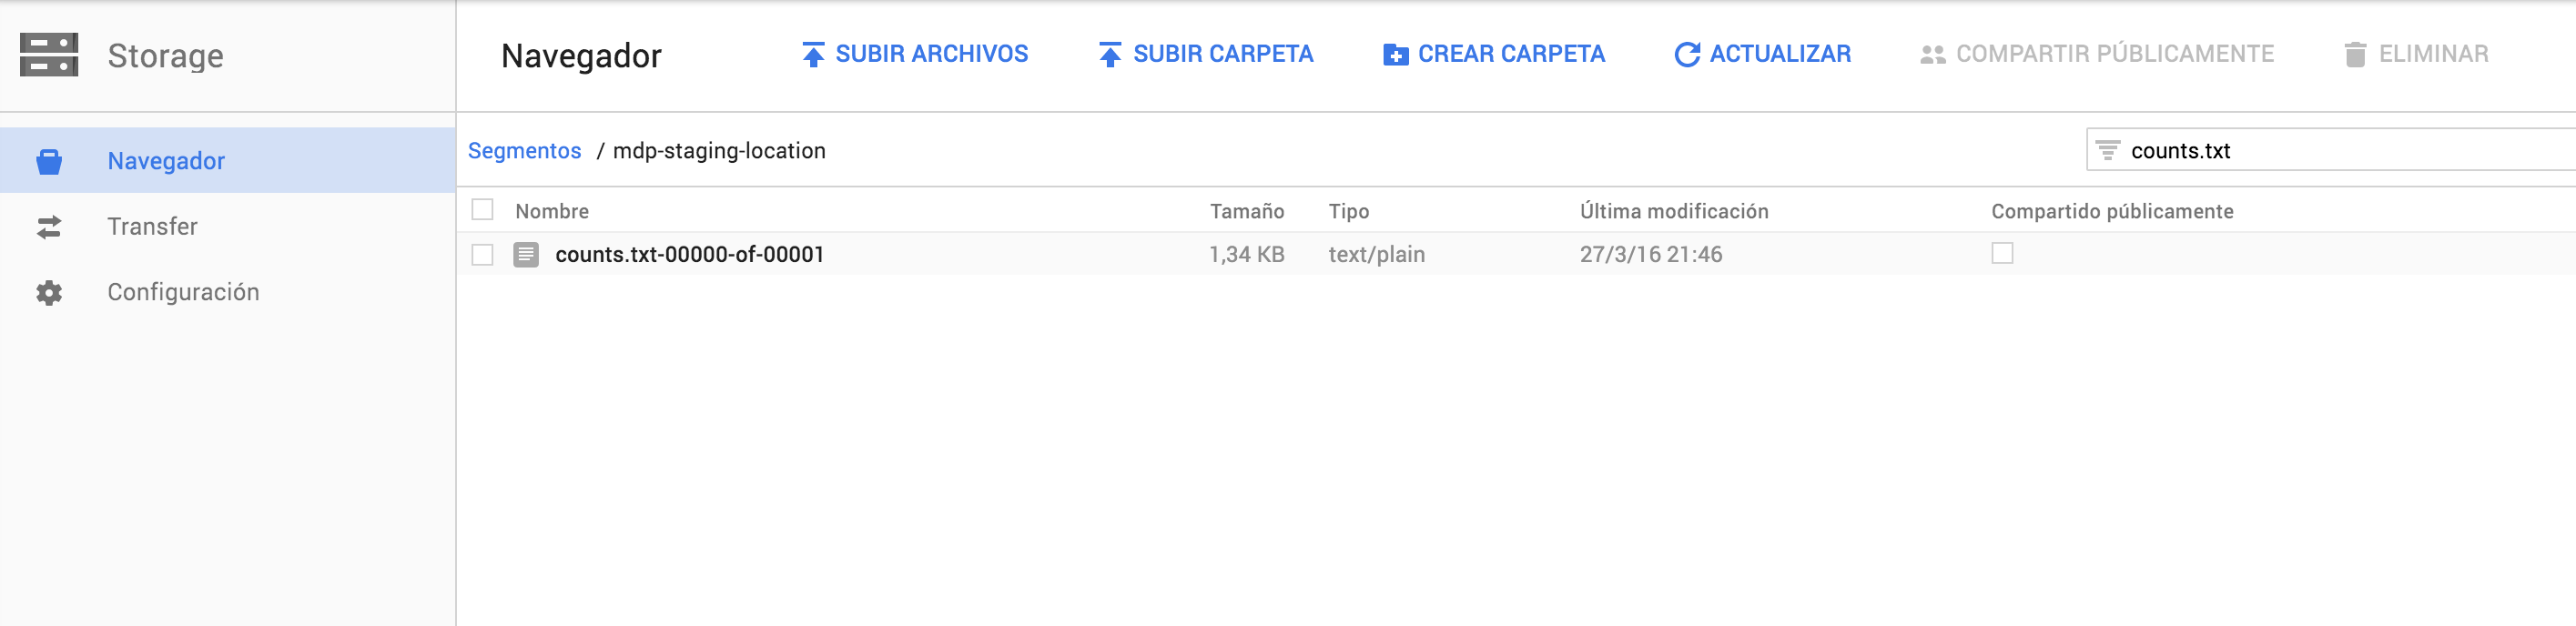 Storage
Navegador SUBIR ARCHIVOS SUBIR CARPETA CREAR CARPETA ACTUALIZAR COMPARTIR PÚBLICAMENTE ELIMINAR
Navegador
Transfer
Configuración
Segmentos / mdp-staging-location counts.txt
Nombre Tamaño Tipo Última modificación Compartido públicamente
counts.txt-00000-of-00001 1,34 KB text/plain 27/3/16 21:46